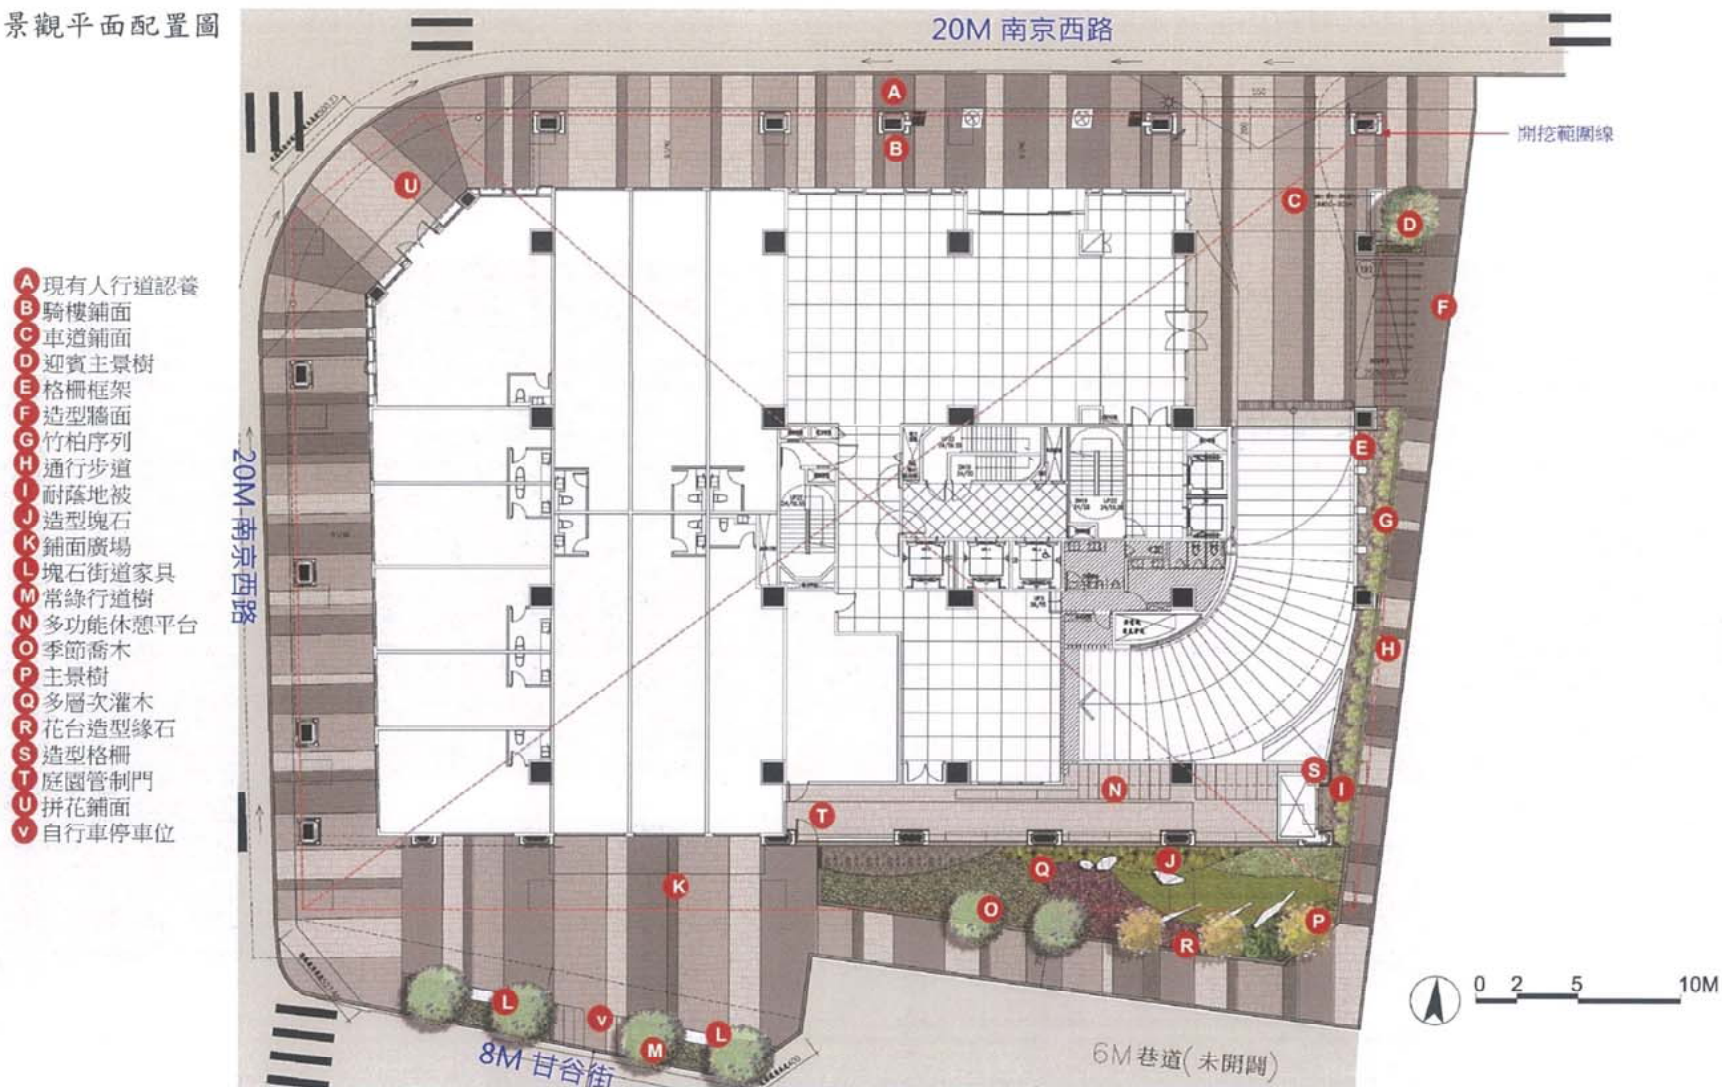 景觀平面配置圖
20M 南京西路
開挖範圍線
A 現有人行道認養
B 騎樓鋪面
C 車道鋪面
D 迎賓主景樹
E 格柵框架
F 造型牆面
G 竹柏序列
H 通行步道
I 耐蔭地被
J 造型塊石
K 鋪面廣場
L 塊石街道家具
M 常綠行道樹
N 多功能休憩平台
O 季節喬木
P 主景樹
Q 多層次灌木
R 花台造型緣石
S 造型格柵
T 庭園管制門
U 拼花鋪面
v 自行車停車位
20M 南京西路
A
B
U
C
D
F
E
G
H
S
I
N
T
J
Q
K
O
P
R
L
v
L
M
8M 甘谷街
6M 巷道(未開闢)
0 2 5 10M